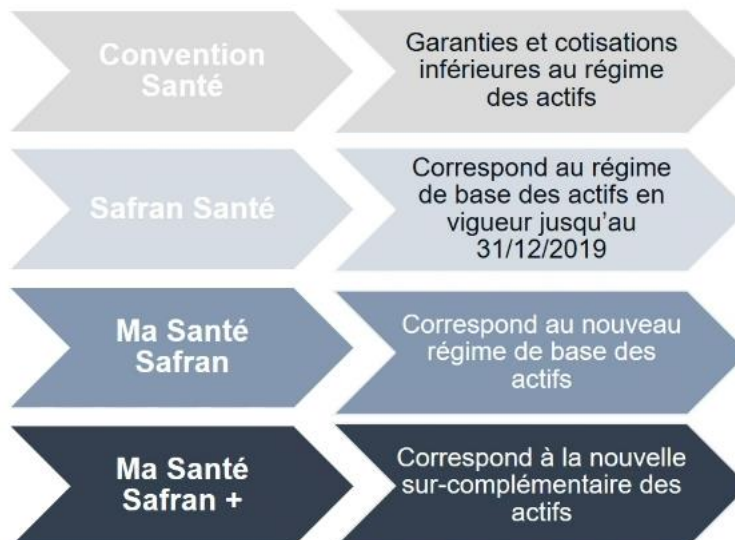 Convention
Santé
Garanties et cotisations
inférieures au régime
des actifs
Safran Santé
Correspond au régime
de base des actifs en
vigueur jusqu'au
31/12/2019
Ma Santé
Safran
Correspond au nouveau
régime de base des
actifs
Ma Santé
Safran +
Correspond à la nouvelle
sur-complémentaire des
actifs